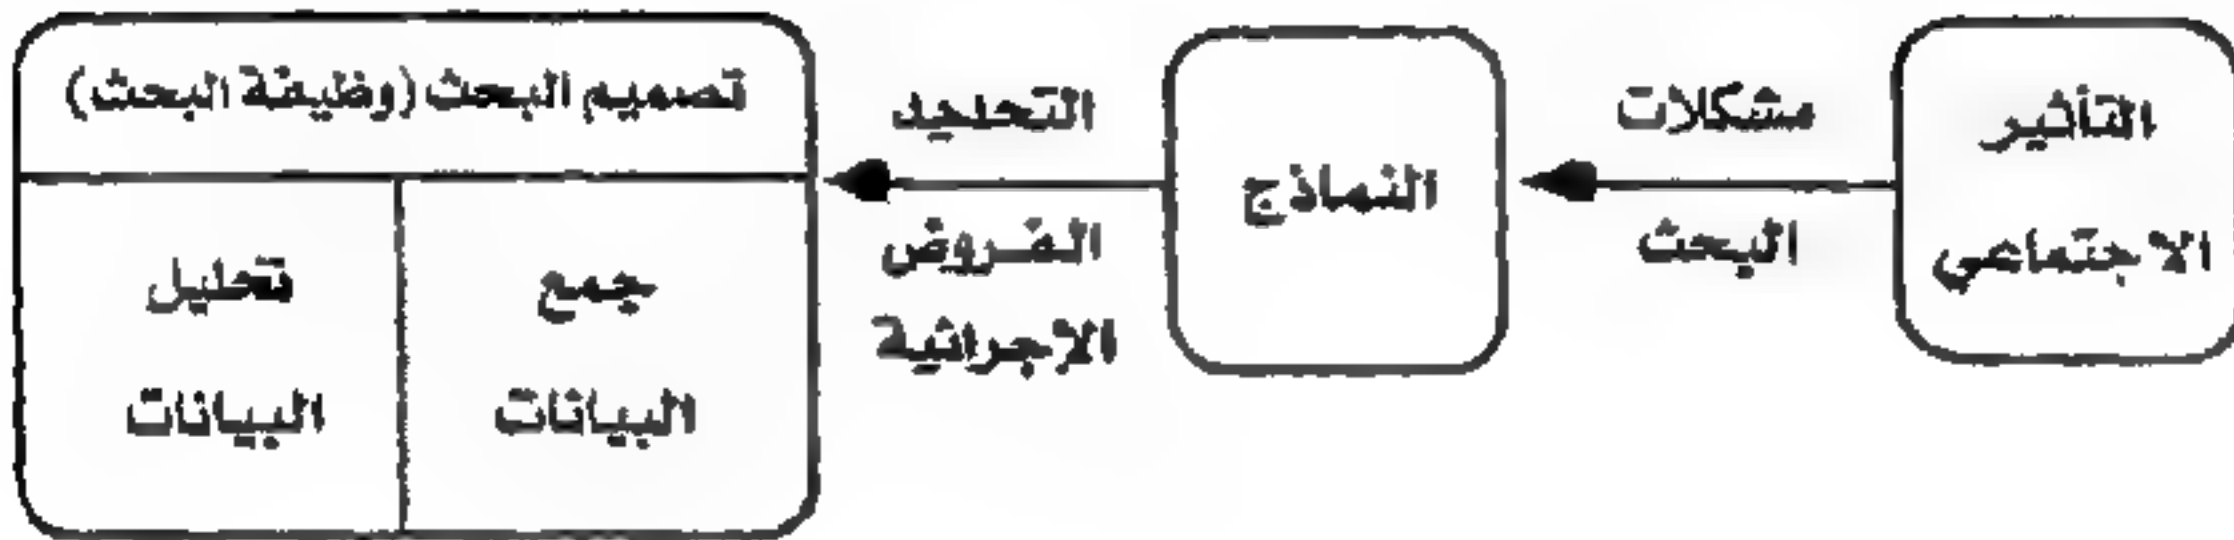 التأثير
الاجتماعي
مشكلات
البحث
النماذج
التحديد
الفروض
الاجرائية
تصميم البحث (وظيفة البحث)
جمع
البيانات
تحليل
البيانات